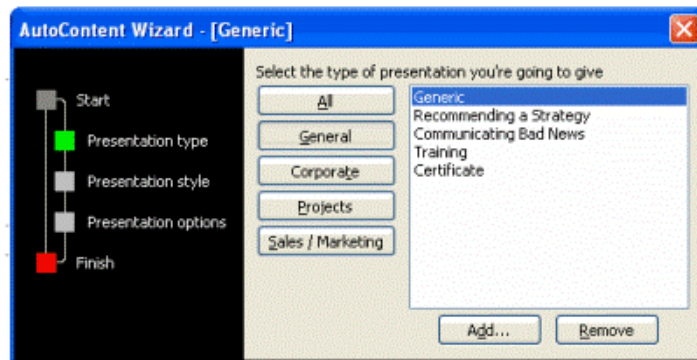 AutoContent Wizard - [Generic]
Start
Presentation type
Presentation style
Presentation options
Finish
Select the type of presentation you're going to give
All
General
Corporate
Projects
Sales / Marketing
Generic
Recommending a Strategy
Communicating Bad News
Training
Certificate
Add...
Remove